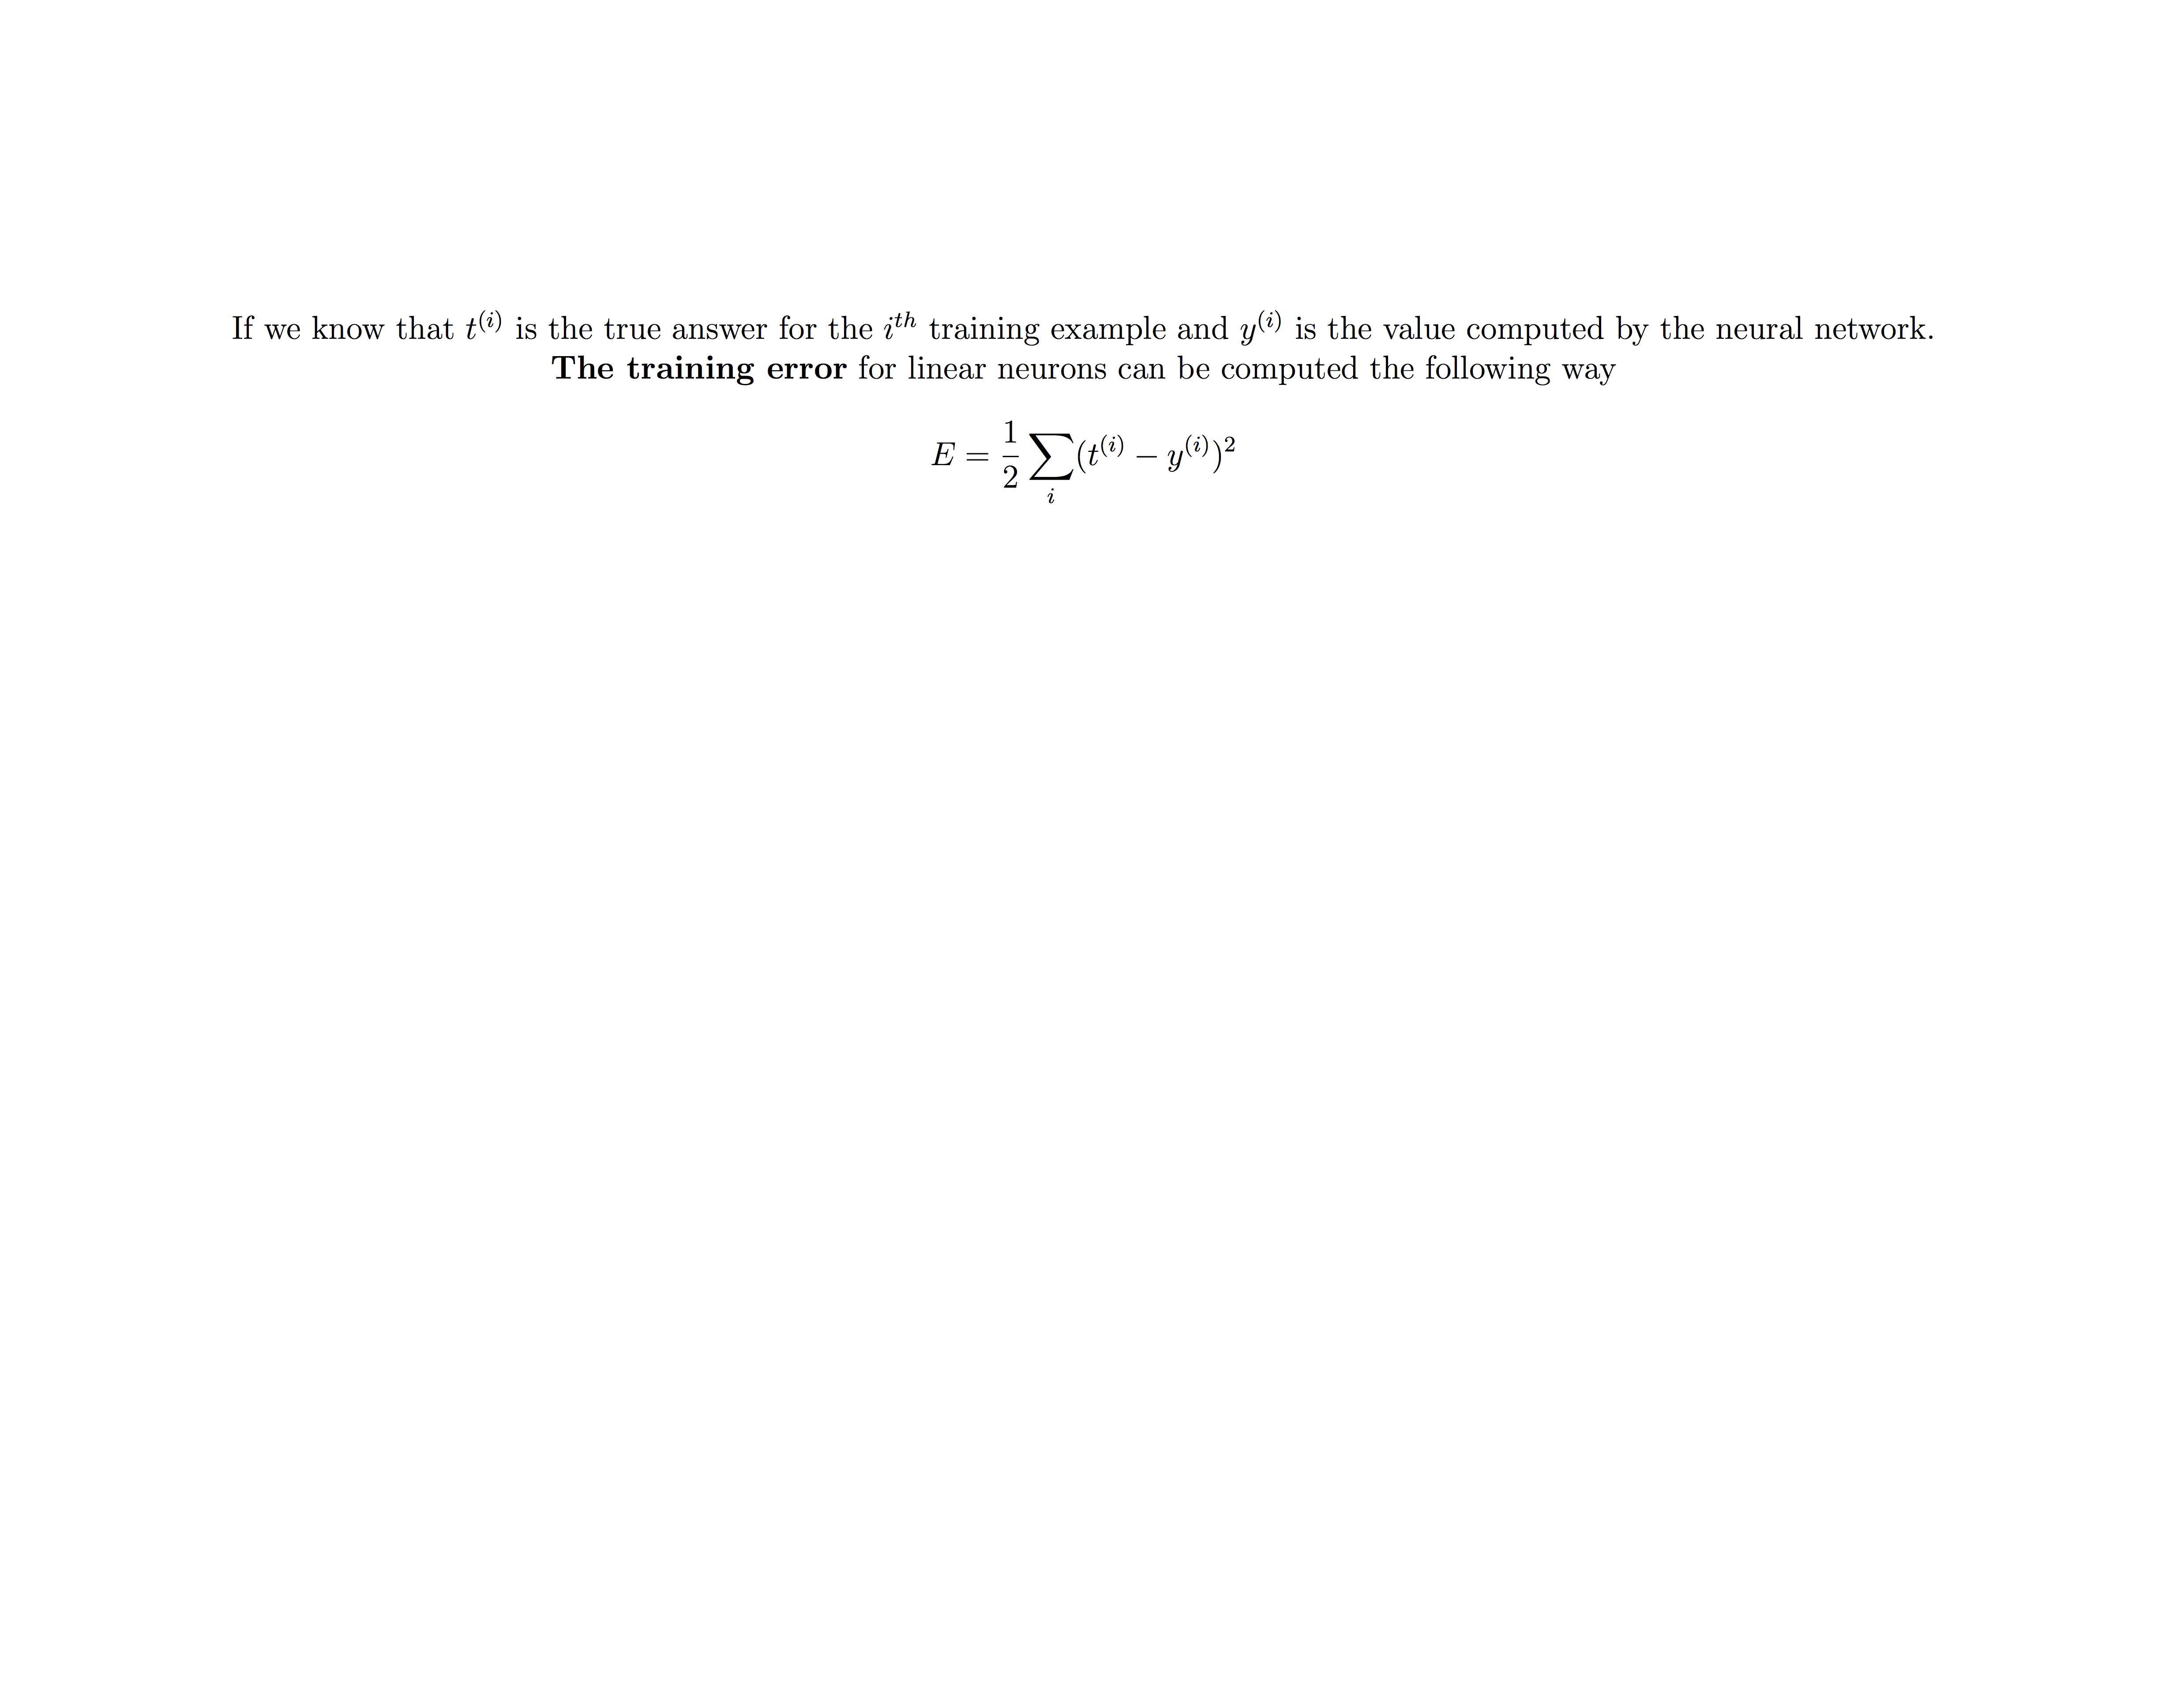 If we know that $t^{(i)}$ is the true answer for the $i^{th}$ training example and $y^{(i)}$ is the value computed by the neural network.
The training error for linear neurons can be computed the following way
$E = \frac{1}{2} \sum_{i} (t^{(i)} - y^{(i)})^2$